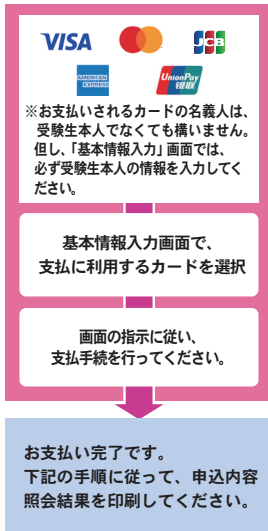 VISA
JCB
AMERICAN
EXPRESS
UnionPay
银联
※お支払いされるカードの名義人は、
受験生本人でなくても構いません。
但し、「基本情報入力」画面では、
必ず受験生本人の情報を入力してく
ださい。
基本情報入力画面で、
支払に利用するカードを選択
画面の指示に従い、
支払手続を行ってください。
お支払い完了です。
下記の手順に従って、申込内容
照会結果を印刷してください。